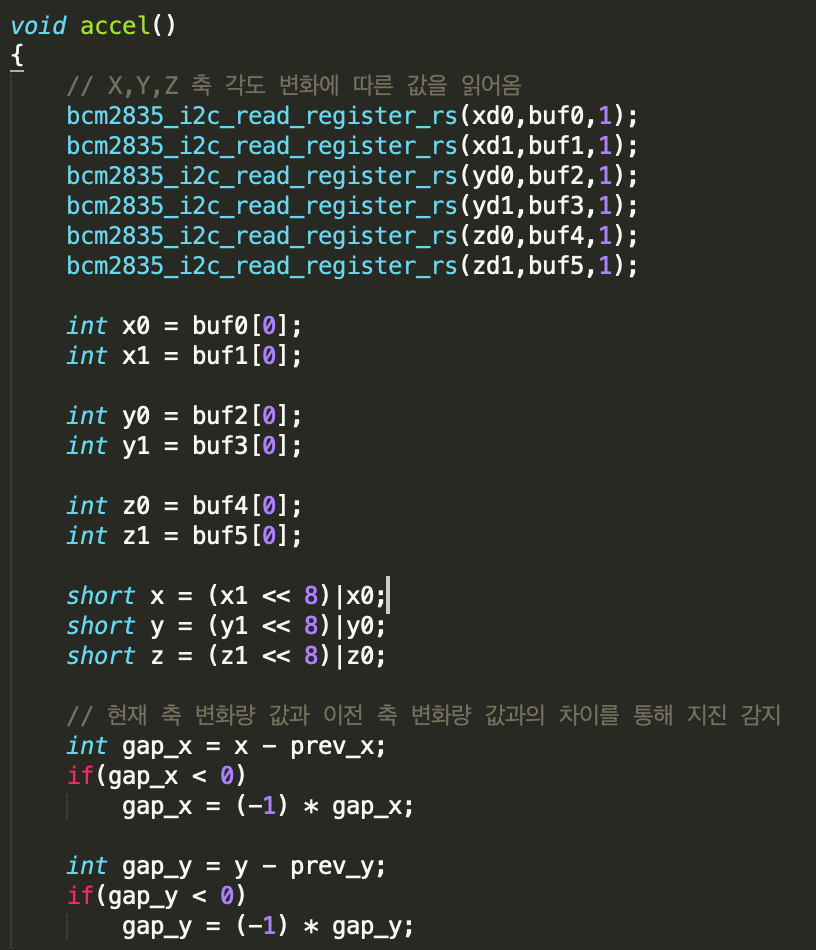 void accel()
{
    // X,Y,Z 축 각도 변화에 따른 값을 읽어옴
    bcm2835_i2c_read_register_rs(xd0,buf0,1);
    bcm2835_i2c_read_register_rs(xd1,buf1,1);
    bcm2835_i2c_read_register_rs(yd0,buf2,1);
    bcm2835_i2c_read_register_rs(yd1,buf3,1);
    bcm2835_i2c_read_register_rs(zd0,buf4,1);
    bcm2835_i2c_read_register_rs(zd1,buf5,1);

    int x0 = buf0[0];
    int x1 = buf1[0];

    int y0 = buf2[0];
    int y1 = buf3[0];

    int z0 = buf4[0];
    int z1 = buf5[0];

    short x = (x1 << 8)|x0;
    short y = (y1 << 8)|y0;
    short z = (z1 << 8)|z0;

    // 현재 축 변화량 값과 이전 축 변화량 값과의 차이를 통해 지진 감지
    int gap_x = x - prev_x;
    if(gap_x < 0)
        gap_x = (-1) * gap_x;

    int gap_y = y - prev_y;
    if(gap_y < 0)
        gap_y = (-1) * gap_y;